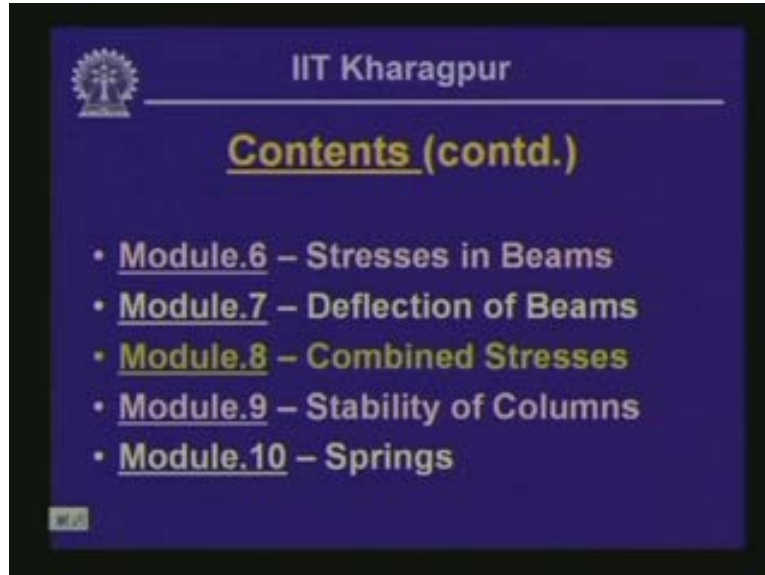 IIT Kharagpur
Contents (contd.)
• Module.6 – Stresses in Beams
• Module.7 – Deflection of Beams
• Module.8 – Combined Stresses
• Module.9 – Stability of Columns
• Module.10 – Springs